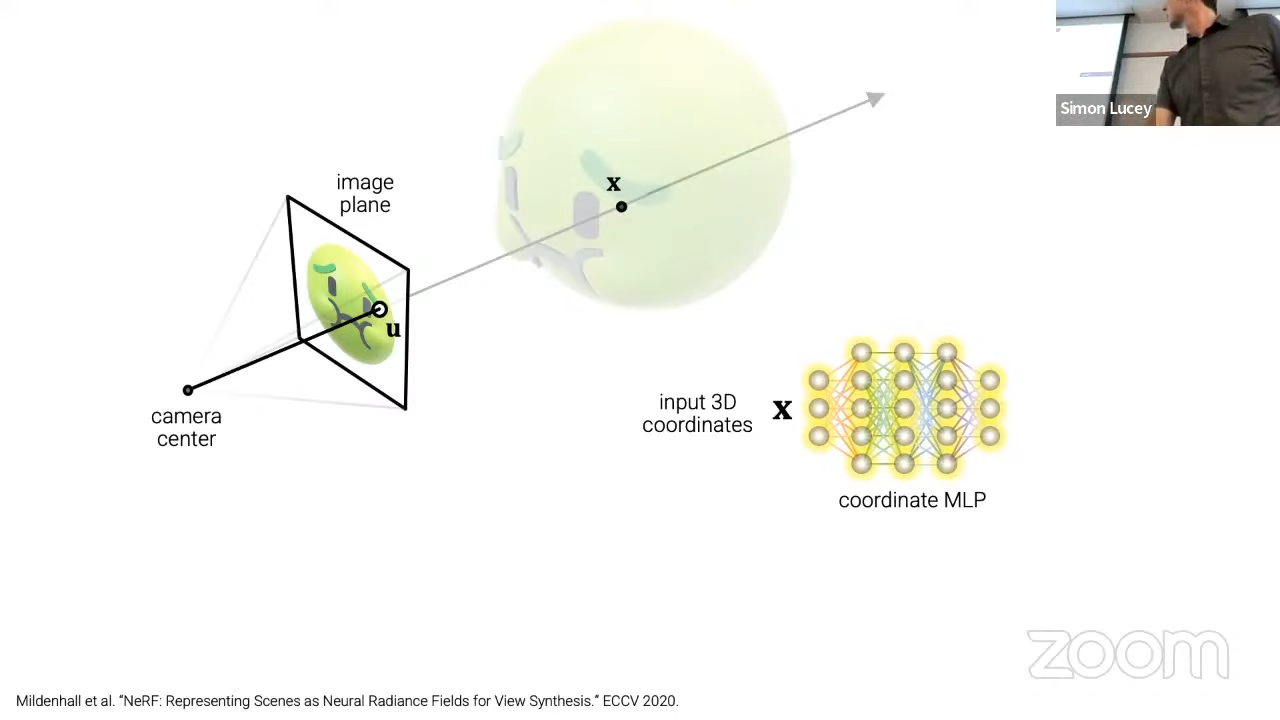 Simon Lucey
image
plane
x
u
camera
center
input 3D
coordinates
x
coordinate MLP
zoom
Mildenhall et al. “NeRF: Representing Scenes as Neural Radiance Fields for View Synthesis.” ECCV 2020.